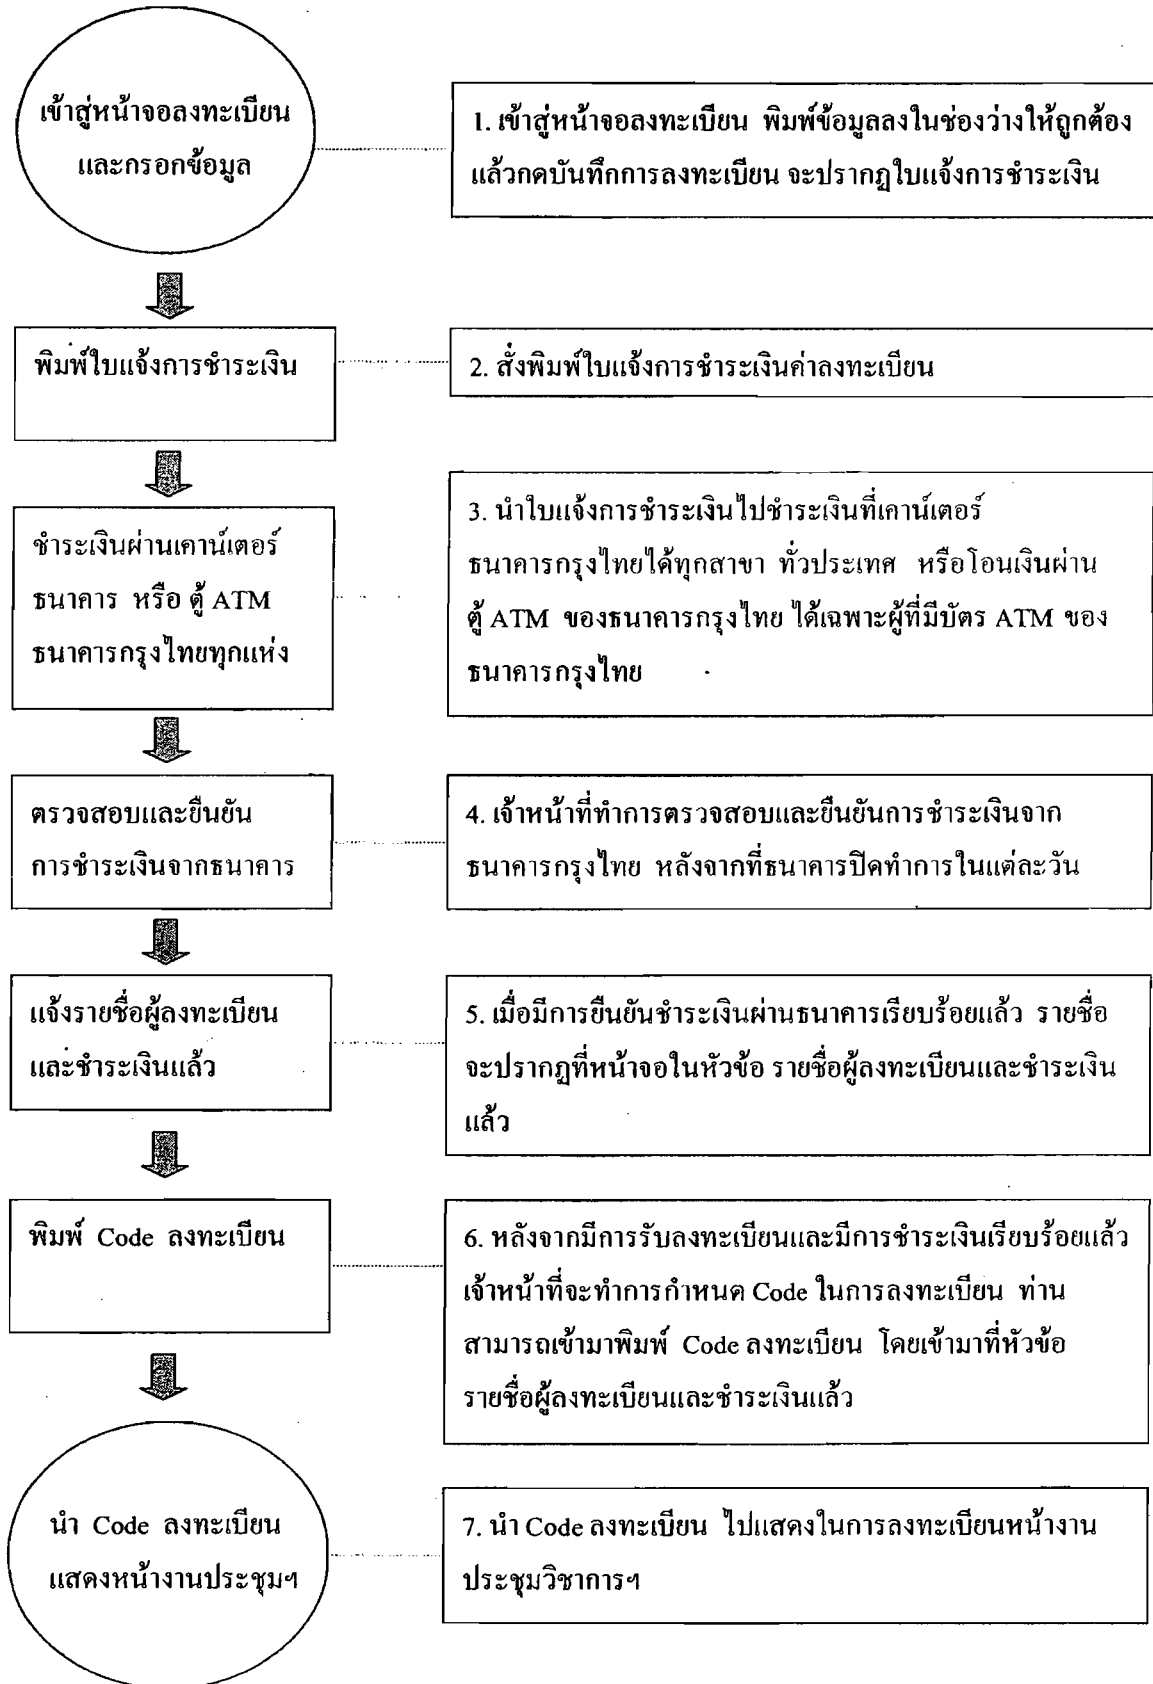 เข้าสู่หน้าจอลงทะเบียน
และกรอกข้อมูล
1. เข้าสู่หน้าจอลงทะเบียน พิมพ์ข้อมูลลงในช่องว่างให้ถูกต้อง
แล้วกดบันทึกการลงทะเบียน จะปรากฏใบแจ้งการชำระเงิน
พิมพ์ใบแจ้งการชำระเงิน
2. สั่งพิมพ์ใบแจ้งการชำระเงินค่าลงทะเบียน
ชำระเงินผ่านเคาน์เตอร์
ธนาคาร หรือ ตู้ ATM
ธนาคารกรุงไทยทุกแห่ง
3. นำใบแจ้งการชำระเงินไปชำระเงินที่เคาน์เตอร์
ธนาคารกรุงไทยได้ทุกสาขา ทั่วประเทศ หรือโอนเงินผ่าน
ตู้ ATM ของธนาคารกรุงไทย ได้เฉพาะผู้ที่มีบัตร ATM ของ
ธนาคารกรุงไทย
ตรวจสอบและยืนยัน
การชำระเงินจากธนาคาร
4. เจ้าหน้าที่ทำการตรวจสอบและยืนยันการชำระเงินจาก
ธนาคารกรุงไทย หลังจากที่ธนาคารปิดทำการในแต่ละวัน
แจ้งรายชื่อผู้ลงทะเบียน
และชำระเงินแล้ว
5. เมื่อมีการยืนยันชำระเงินผ่านธนาคารเรียบร้อยแล้ว รายชื่อ
จะปรากฏที่หน้าจอในหัวข้อ รายชื่อผู้ลงทะเบียนและชำระเงิน
แล้ว
พิมพ์ Code ลงทะเบียน
6. หลังจากมีการรับลงทะเบียนและมีการชำระเงินเรียบร้อยแล้ว
เจ้าหน้าที่จะทำการกำหนด Code ในการลงทะเบียน ท่าน
สามารถเข้ามาพิมพ์ Code ลงทะเบียน โดยเข้ามาที่หัวข้อ
รายชื่อผู้ลงทะเบียนและชำระเงินแล้ว
นำ Code ลงทะเบียน
แสดงหน้างานประชุมฯ
7. นำ Code ลงทะเบียน ไปแสดงในการลงทะเบียนหน้างาน
ประชุมวิชาการฯ